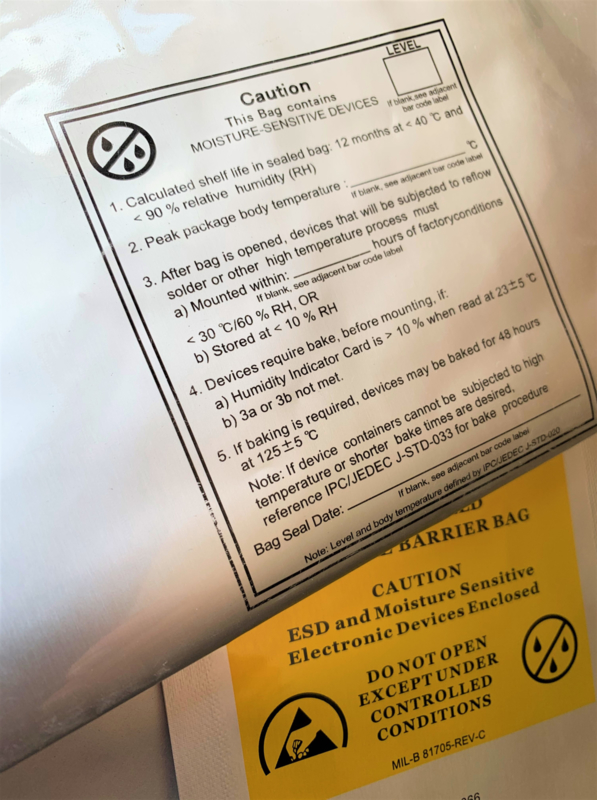 LEVEL
Caution
This Bag contains
MOISTURE-SENSITIVE DEVICES
If blank,see adjacent
bar code label
1. Calculated shelf life in sealed bag: 12 months at < 40 °C and
< 90 % relative humidity (RH)
2. Peak package body temperature : °C
If blank, see adjacent bar code label
3. After bag is opened, devices that will be subjected to reflow
solder or other high temperature process must
a) Mounted within: hours of factoryconditions
If blank, see adjacent bar code label
< 30 °C/60 % RH, OR
b) Stored at < 10 % RH
4. Devices require bake, before mounting, if:
a) Humidity Indicator Card is > 10 % when read at 23±5 °C
b) 3a or 3b not met.
5. If baking is required, devices may be baked for 48 hours
at 125±5 °C
Note: If device containers cannot be subjected to high
temperature or shorter bake times are desired,
reference IPC/JEDEC J-STD-033 for bake procedure
Bag Seal Date:
If blank, see adjacent bar code label
Note: Level and body temperature defined by IPC/JEDEC J-STD-020
BARRIER BAG
CAUTION
ESD and Moisture Sensitive
Electronic Devices Enclosed
DO NOT OPEN
EXCEPT UNDER
CONTROLLED
CONDITIONS
MIL-B 81705-REV-C